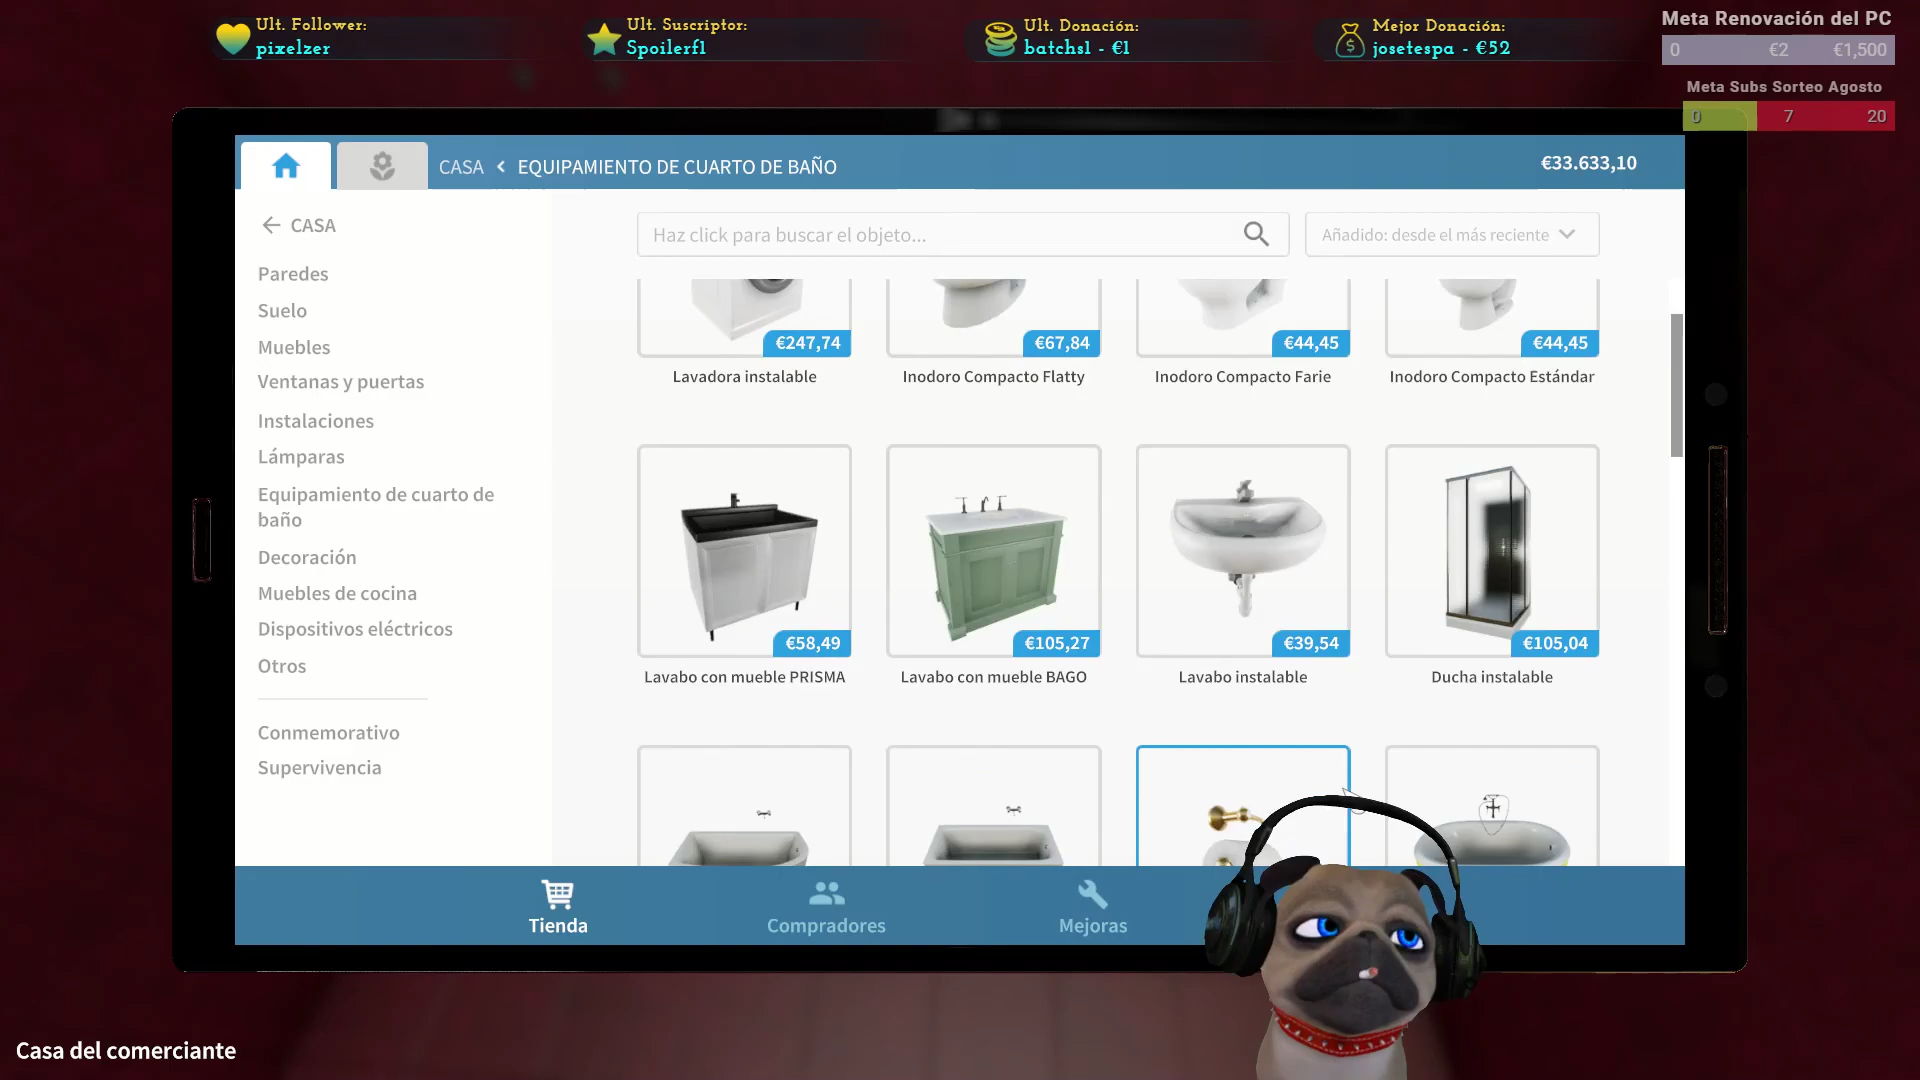 Ult. Follower:
pixelzer
Ult. Suscriptor:
Spoilerfl
Ult. Donación:
batchsl - €1
Mejor Donación:
josetespa - €52
Meta Renovación del PC
0 €2 €1,500
Meta Subs Sorteo Agosto
0 7 20
CASA < EQUIPAMIENTO DE CUARTO DE BAÑO
€33.633,10
CASA
Paredes
Suelo
Muebles
Ventanas y puertas
Instalaciones
Lámparas
Equipamiento de cuarto de
baño
Decoración
Muebles de cocina
Dispositivos eléctricos
Otros
Conmemorativo
Supervivencia
Haz click para buscar el objeto...
Añadido: desde el más reciente
€247,74
Lavadora instalable
€67,84
Inodoro Compacto Flatty
€44,45
Inodoro Compacto Farie
€44,45
Inodoro Compacto Estándar
€58,49
Lavabo con mueble PRISMA
€105,27
Lavabo con mueble BAGO
€39,54
Lavabo instalable
€105,04
Ducha instalable
Tienda
Compradores
Mejoras
Casa del comerciante